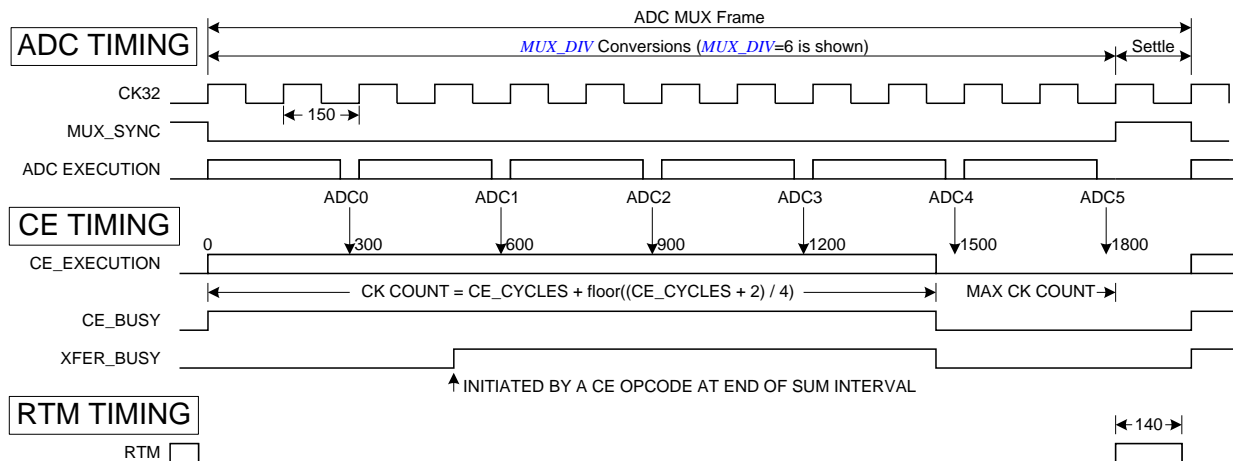 ADC MUX Frame
ADC TIMING
MUX_DIV Conversions (MUX_DIV=6 is shown)
Settle
CK32
150
MUX_SYNC
ADC EXECUTION
ADC0 ADC1 ADC2 ADC3 ADC4 ADC5
CE TIMING
0 300 600 900 1200 1500 1800
CE_EXECUTION
CK COUNT = CE_CYCLES + floor((CE_CYCLES + 2) / 4)
MAX CK COUNT
CE_BUSY
XFER_BUSY
INITIATED BY A CE OPCODE AT END OF SUM INTERVAL
RTM TIMING
140
RTM